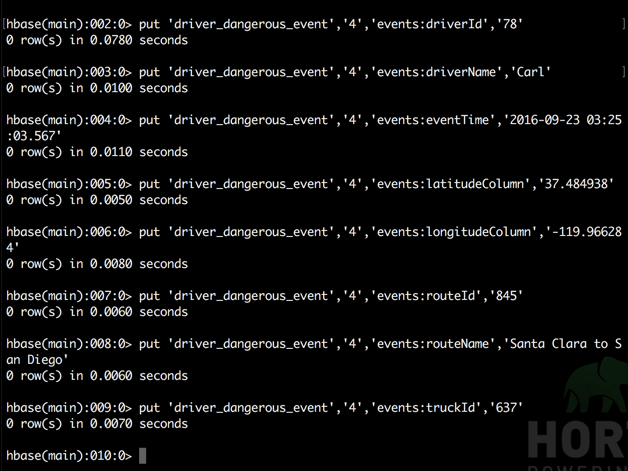 [hbase(main):002:0> put 'driver_dangerous_event','4','events:driverId','78' ]
0 row(s) in 0.0780 seconds
[hbase(main):003:0> put 'driver_dangerous_event','4','events:driverName','Carl' ]
0 row(s) in 0.0100 seconds
hbase(main):004:0> put 'driver_dangerous_event','4','events:eventTime','2016-09-23 03:25
:03.567'
0 row(s) in 0.0110 seconds
hbase(main):005:0> put 'driver_dangerous_event','4','events:latitudeColumn','37.484938'
0 row(s) in 0.0050 seconds
hbase(main):006:0> put 'driver_dangerous_event','4','events:longitudeColumn','-119.96628
4'
0 row(s) in 0.0080 seconds
hbase(main):007:0> put 'driver_dangerous_event','4','events:routeId','845'
0 row(s) in 0.0060 seconds
hbase(main):008:0> put 'driver_dangerous_event','4','events:routeName','Santa Clara to S
an Diego'
0 row(s) in 0.0060 seconds
hbase(main):009:0> put 'driver_dangerous_event','4','events:truckId','637'
0 row(s) in 0.0070 seconds
hbase(main):010:0>
HOR